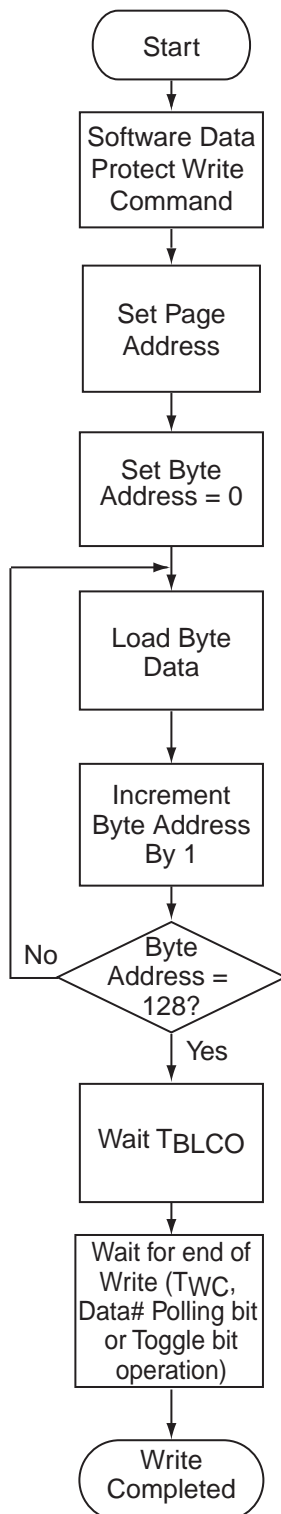 Start
Software Data
Protect Write
Command
Set Page
Address
Set Byte
Address = 0
Load Byte
Data
Increment
Byte Address
By 1
No
Byte
Address =
128?
Yes
Wait TBLCO
Wait for end of
Write (TWC,
Data# Polling bit
or Toggle bit
operation)
Write
Completed